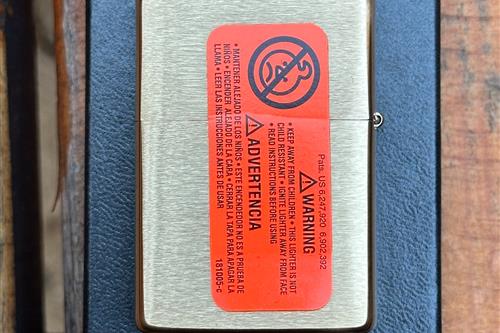 Pats. US 6,247,920 6,902,392
⚠WARNING
• KEEP AWAY FROM CHILDREN • THIS LIGHTER IS NOT
CHILD RESISTANT • IGNITE LIGHTER AWAY FROM FACE
• READ INSTRUCTIONS BEFORE USING
⚠ADVERTENCIA
• MANTENER ALEJADO DE LOS NIÑOS • ESTE ENCENDEDOR NO ES A PRUEBA DE
NIÑOS • ENCENDER ALEJADO DE LA CARA • CERRAR LA TAPA PARA APAGAR LA
LLAMA • LEER LAS INSTRUCCIONES ANTES DE USAR
181005-c